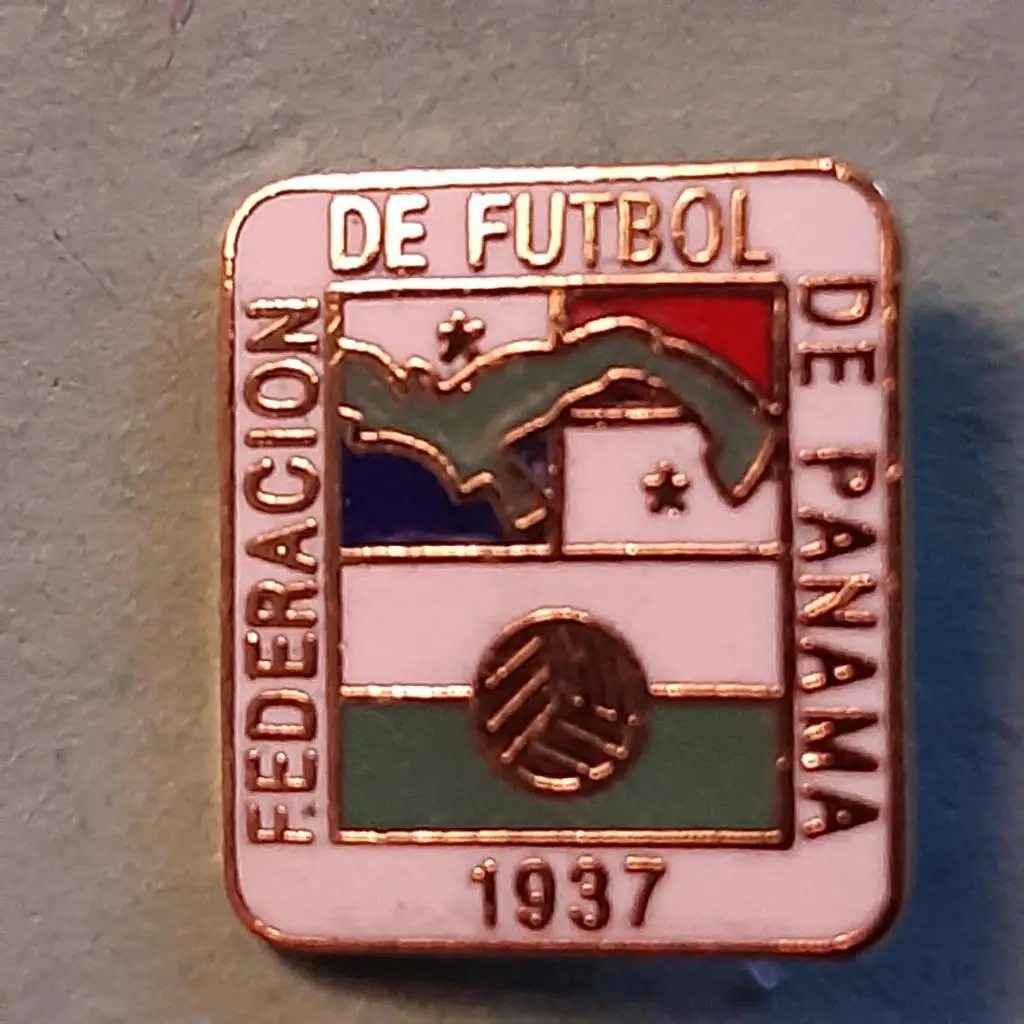 FEDERACION
DE FUTBOL
DE PANAMA
1937